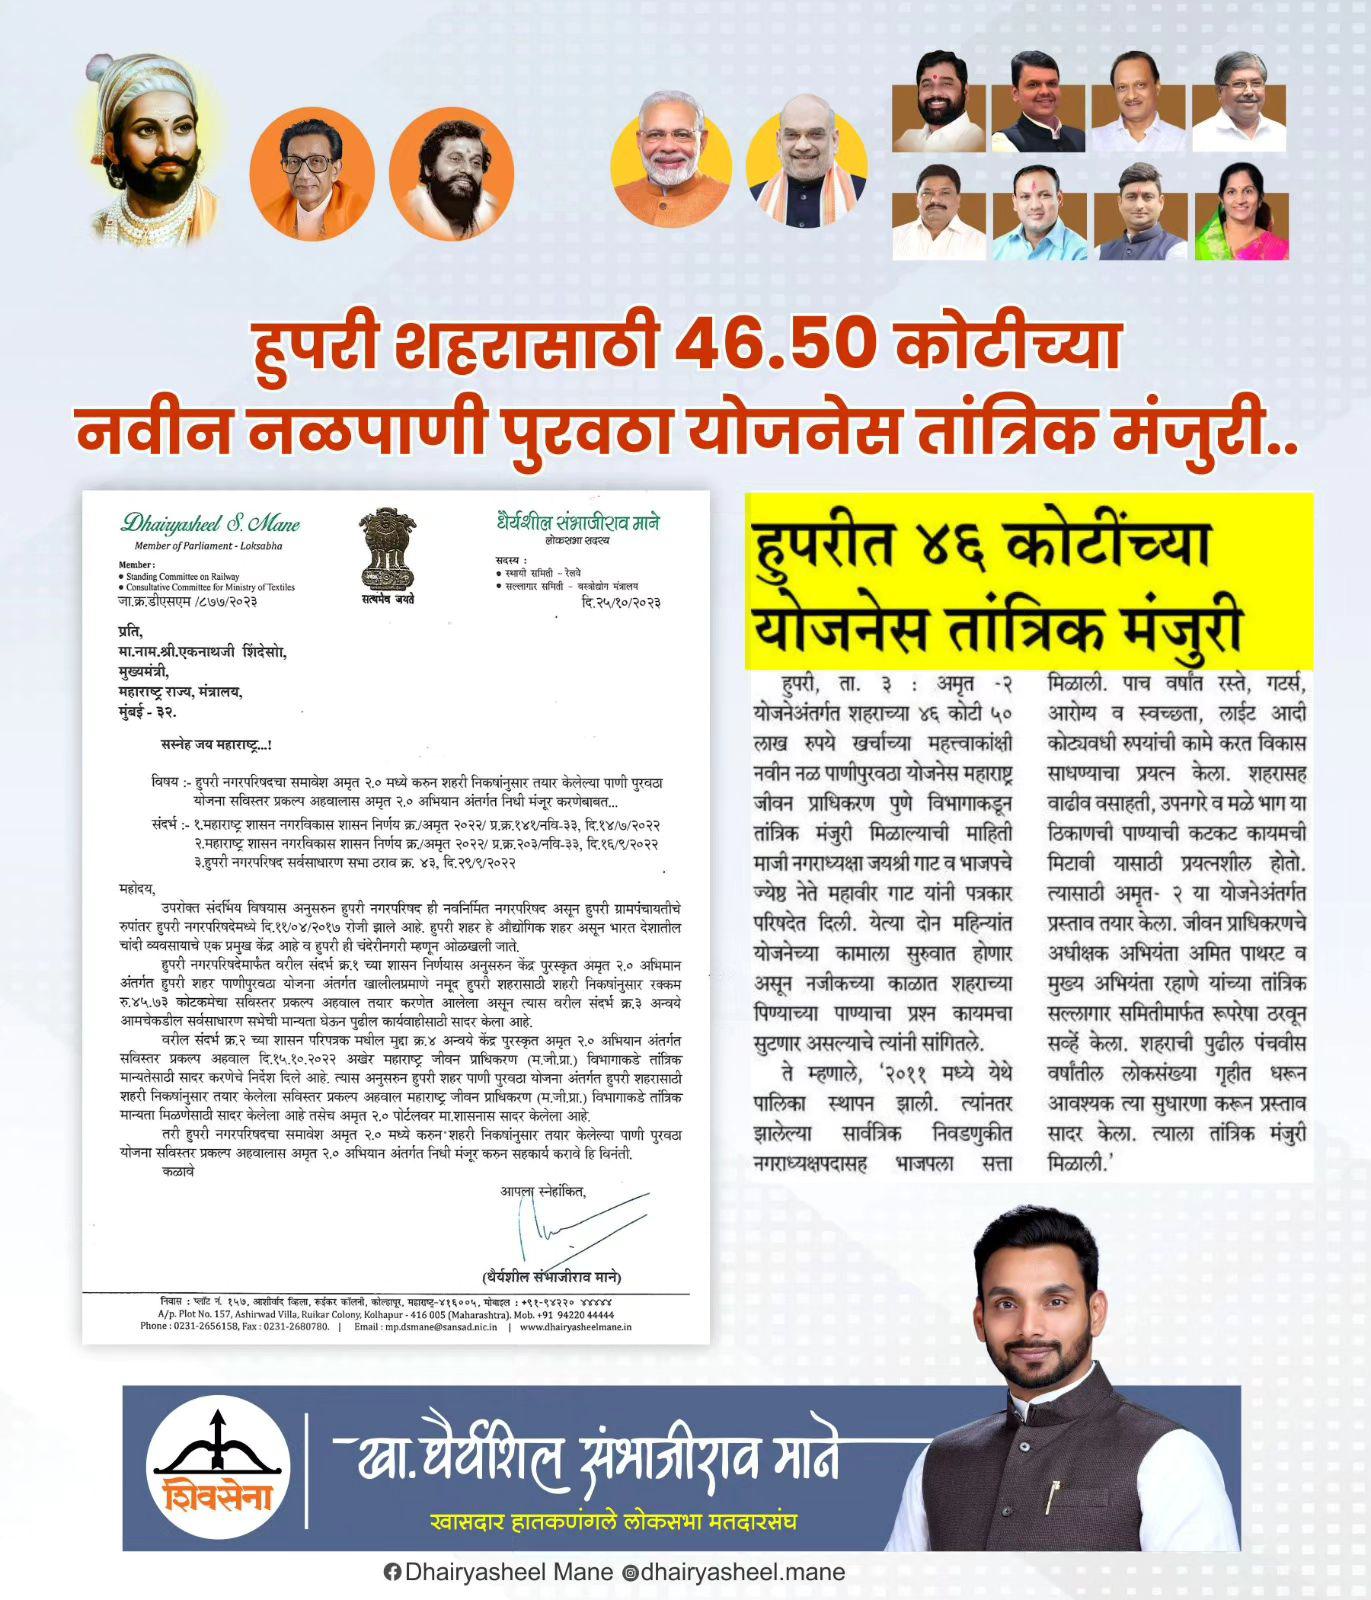 हुपरी शहरासाठी 46.50 कोटीच्या
नवीन नळपाणी पुरवठा योजनेस तांत्रिक मंजुरी..
Dhairyasheel S. Mane
Member of Parliament - Loksabha
Member:
• Standing Committee on Railway
• Consultative Committee for Ministry of Textiles
जा.क्र.डीएसएम /८७७/२०२३
सत्यमेव जयते
धैर्यशील संभाजीराव माने
लोकसभा सदस्य
सदस्य :
• स्थायी समिती - रेल्वे
• सल्लागार समिती - वस्त्रोद्योग मंत्रालय
दि.२५/१०/२०२३
प्रति,
मा.नाम.श्री.एकनाथजी शिंदेसो,
मुख्यमंत्री,
महाराष्ट्र राज्य, मंत्रालय,
मुंबई - ३२.
सस्नेह जय महाराष्ट्र...!
विषय :- हुपरी नगरपरिषदचा समावेश अमृत २.० मध्ये करुन शहरी निकषांनुसार तयार केलेल्या पाणी पुरवठा
योजना सविस्तर प्रकल्प अहवालास अमृत २.० अभियान अंतर्गत निधी मंजूर करणेबाबत...
संदर्भ :- १.महाराष्ट्र शासन नगरविकास शासन निर्णय क्र./अमृत २०२२/ प्र.क्र.१४१/नवि-३३, दि.१४/७/२०२२
२.महाराष्ट्र शासन नगरविकास शासन निर्णय क्र./अमृत २०२२/ प्र.क्र.२०३/नवि-३३, दि.१६/९/२०२२
३.हुपरी नगरपरिषद सर्वसाधारण सभा ठराव क्र. ४३, दि.२९/९/२०२२
महोदय,
उपरोक्त संदर्भिय विषयास अनुसरुन हुपरी नगरपरिषद ही नवनिर्मित नगरपरिषद असून हुपरी ग्रामपंचायतीचे
रुपांतर हुपरी नगरपरिषदेमध्ये दि.११/०४/२०१७ रोजी झाले आहे. हुपरी शहर हे औद्योगिक शहर असून भारत देशातील
चांदी व्यवसायाचे एक प्रमुख केंद्र आहे व हुपरी ही चंदेरीनगरी म्हणून ओळखली जाते.
हुपरी नगरपरिषदेमार्फत वरील संदर्भ क्र.१ च्या शासन निर्णयास अनुसरुन केंद्र पुरस्कृत अमृत २.० अभिमान
अंतर्गत हुपरी शहर पाणीपुरवठा योजना अंतर्गत खालीलप्रमाणे नमूद हुपरी शहरासाठी शहरी निकषांनुसार रक्कम
रु.४५.७३ कोटकमेचा सविस्तर प्रकल्प अहवाल तयार करणेत आलेला असून त्यास वरील संदर्भ क्र.३ अन्वये
आमचेकडील सर्वसाधारण सभेची मान्यता घेऊन पुढील कार्यवाहीसाठी सादर केला आहे.
वरील संदर्भ क्र.२ च्या शासन परिपत्रक मधील मुद्दा क्र.४ अन्वये केंद्र पुरस्कृत अमृत २.० अभियान अंतर्गत
सविस्तर प्रकल्प अहवाल दि.१५.१०.२०२२ अखेर महाराष्ट्र जीवन प्राधिकरण (म.जी.प्रा.) विभागाकडे तांत्रिक
मान्यतेसाठी सादर करणेचे निर्देश दिले आहे. त्यास अनुसरुन हुपरी शहर पाणी पुरवठा योजना अंतर्गत हुपरी शहरासाठी
शहरी निकषांनुसार तयार केलेला सविस्तर प्रकल्प अहवाल महाराष्ट्र जीवन प्राधिकरण (म.जी.प्रा.) विभागाकडे तांत्रिक
मान्यता मिळणेसाठी सादर केलेला आहे तसेच अमृत २.० पोर्टलवर मा.शासनास सादर केलेला आहे.
तरी हुपरी नगरपरिषदचा समावेश अमृत २.० मध्ये करुन शहरी निकषांनुसार तयार केलेल्या पाणी पुरवठा
योजना सविस्तर प्रकल्प अहवालास अमृत २.० अभियान अंतर्गत निधी मंजूर करुन सहकार्य करावे हि विनंती.
कळावे
आपला स्नेहांकित,
(धैर्यशील संभाजीराव माने)
निवास : प्लॉट नं. १५७, आशीर्वाद व्हिला, रूईकर कॉलनी, कोल्हापूर, महाराष्ट्र-४१६००५, मोबाइल : +९१-९४२२० ४४४४४
A/p. Plot No. 157, Ashirwad Villa, Ruikar Colony, Kolhapur - 416 005 (Maharashtra). Mob. +91 94220 44444
Phone : 0231-2656158, Fax : 0231-2680780. | Email : mp.dsmane@sansad.nic.in | www.dhairyasheelmane.in
हुपरीत ४६ कोटींच्या
योजनेस तांत्रिक मंजुरी
हुपरी, ता. ३ : अमृत -२
योजनेअंतर्गत शहराच्या ४६ कोटी ५०
लाख रुपये खर्चाच्या महत्त्वाकांक्षी
नवीन नळ पाणीपुरवठा योजनेस महाराष्ट्र
जीवन प्राधिकरण पुणे विभागाकडून
तांत्रिक मंजुरी मिळाल्याची माहिती
माजी नगराध्यक्षा जयश्री गाट व भाजपचे
ज्येष्ठ नेते महावीर गाट यांनी पत्रकार
परिषदेत दिली. येत्या दोन महिन्यांत
योजनेच्या कामाला सुरुवात होणार
असून नजीकच्या काळात शहराच्या
पिण्याच्या पाण्याचा प्रश्न कायमचा
सुटणार असल्याचे त्यांनी सांगितले.
ते म्हणाले, ‘२०११ मध्ये येथे
पालिका स्थापन झाली. त्यांनतर
झालेल्या सार्वत्रिक निवडणुकीत
नगराध्यक्षपदासह भाजपला सत्ता
मिळाली. पाच वर्षांत रस्ते, गटर्स,
आरोग्य व स्वच्छता, लाईट आदी
कोट्यवधी रुपयांची कामे करत विकास
साधण्याचा प्रयत्न केला. शहरासह
वाढीव वसाहती, उपनगरे व मळे भाग या
ठिकाणची पाण्याची कटकट कायमची
मिटावी यासाठी प्रयत्नशील होतो.
त्यासाठी अमृत- २ या योजनेअंतर्गत
प्रस्ताव तयार केला. जीवन प्राधिकरणचे
अधीक्षक अभियंता अमित पाथरट व
मुख्य अभियंता रहाणे यांच्या तांत्रिक
सल्लागार समितीमार्फत रूपरेषा ठरवून
सर्व्हे केला. शहराची पुढील पंचवीस
वर्षांतील लोकसंख्या गृहीत धरून
आवश्यक त्या सुधारणा करून प्रस्ताव
सादर केला. त्याला तांत्रिक मंजुरी
मिळाली.’
शिवसेना
खा.धैर्यशिल संभाजीराव माने
खासदार हातकणंगले लोकसभा मतदारसंघ
Dhairyasheel Mane dhairyasheel.mane